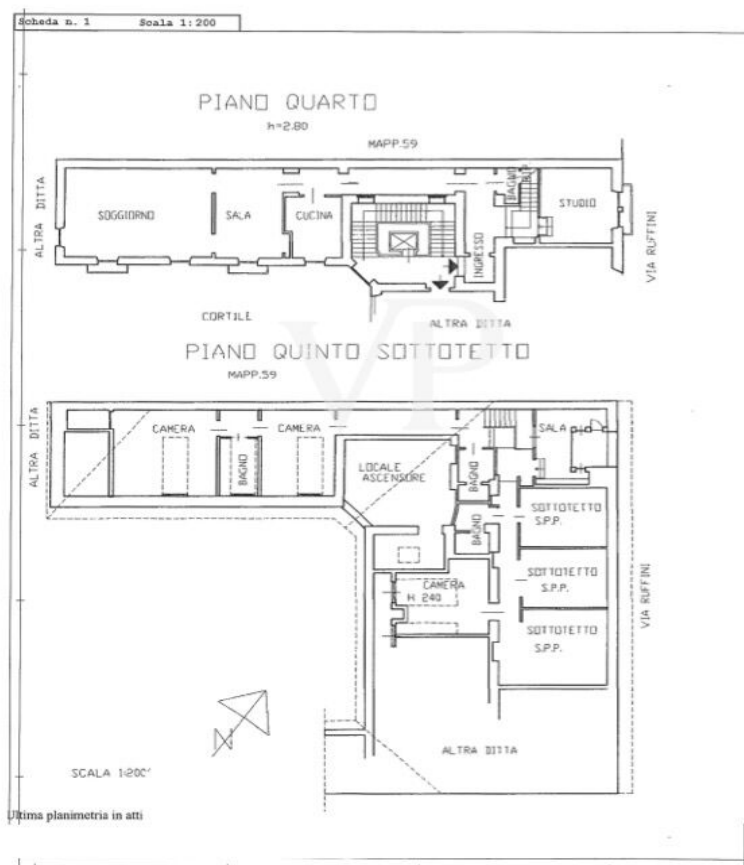 Scheda n. 1 Scala 1:200
PIANO QUARTO
h=2.80
MAPP.59
ALTRA DITTA
SOGGIORNO
SALA
CUCINA
INGRESSO
BAGNO
RIP
STUDIO
VIA RUFFINI
CORTILE
ALTRA DITTA
VP
PIANO QUINTO SOTTOTETTO
MAPP.59
ALTRA DITTA
CAMERA
BAGNO
CAMERA
LOCALE
ASCENSORE
BAGNO
SALA
BAGNO
SOTTOTETTO
S.P.P.
SOTTOTETTO
S.P.P.
CAMERA
H 240
SOTTOTETTO
S.P.P.
VIA RUFFINI
N
ALTRA DITTA
SCALA 1:200
Ultima planimetria in atti